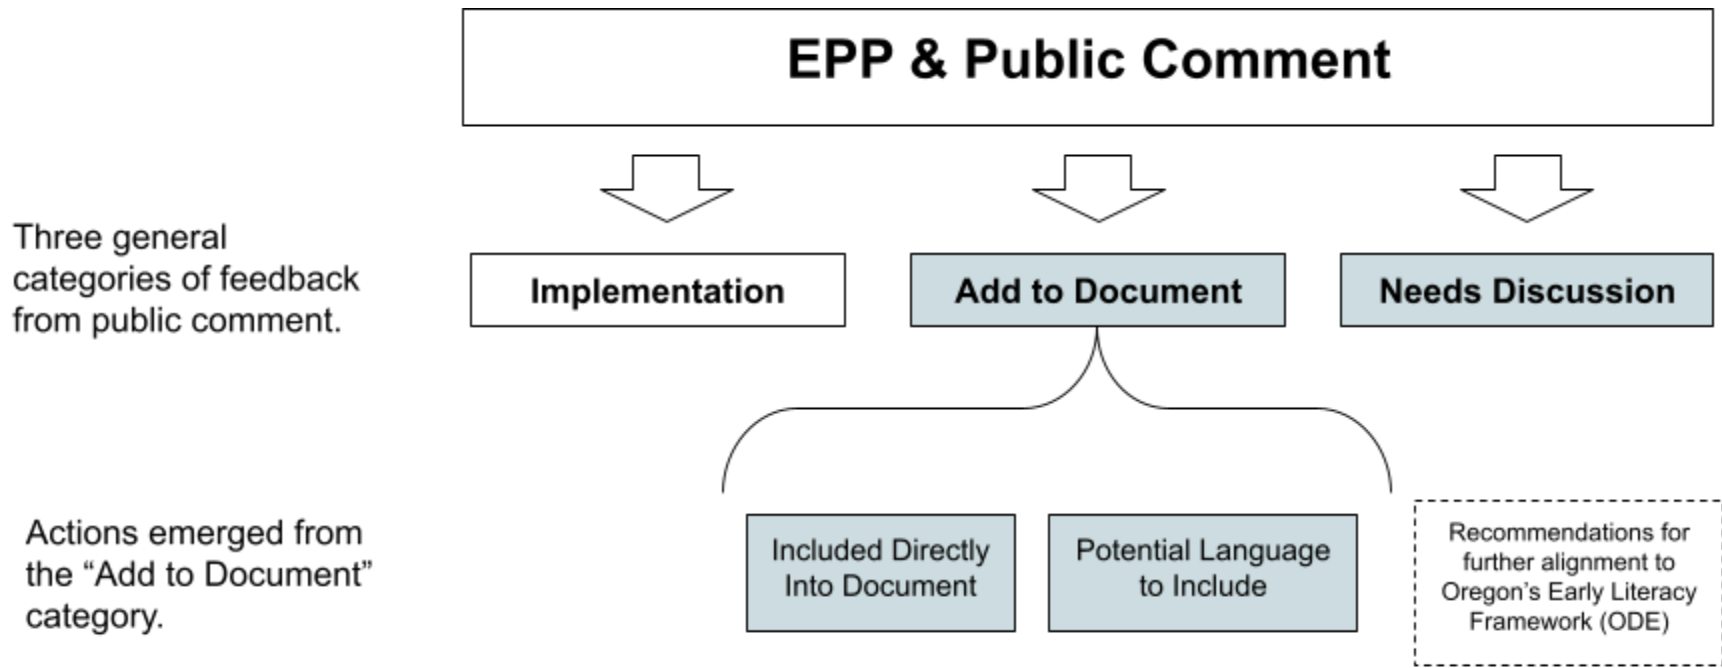 EPP & Public Comment
Three general
categories of feedback
from public comment.
Implementation
Add to Document
Needs Discussion
Actions emerged from
the “Add to Document”
category.
Included Directly
Into Document
Potential Language
to Include
Recommendations for
further alignment to
Oregon’s Early Literacy
Framework (ODE)